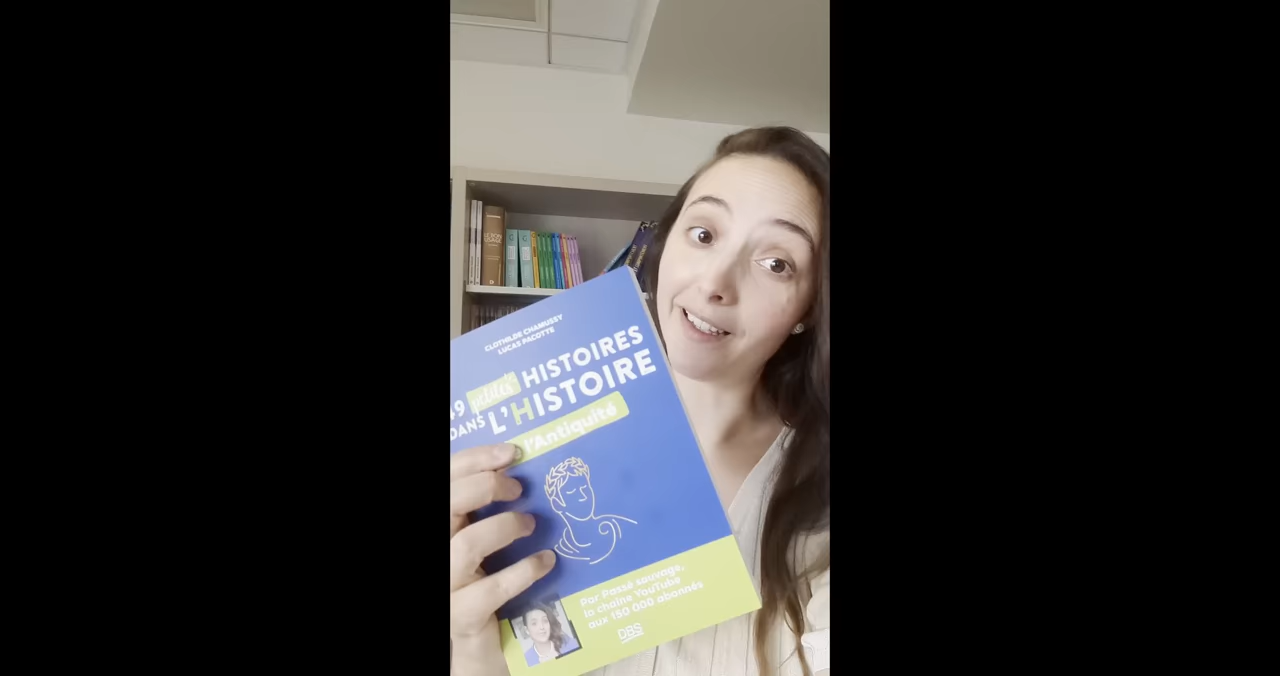 CLOTHILDE CHAMUSSY
LUCAS PACOTTE
49 petites HISTOIRES
DANS L'HISTOIRE
l'Antiquité
Par Passé sauvage,
la chaîne YouTube
aux 150 000 abonnés
DBS